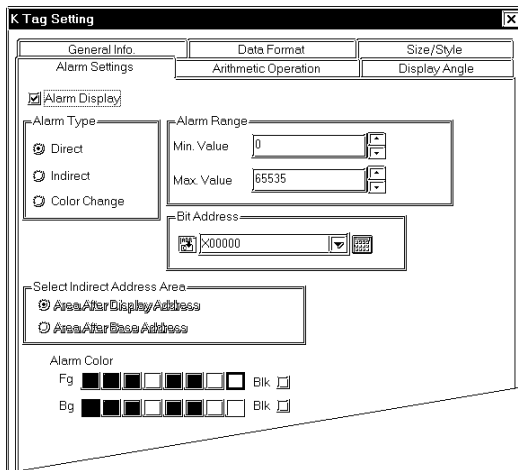 K Tag Setting
General Info. Data Format Size/Style
Alarm Settings Arithmetic Operation Display Angle
Alarm Display
Alarm Type Alarm Range
Direct Min. Value 0
Indirect Max. Value 65535
Color Change
Bit Address
X00000
Select Indirect Address Area
Area After Display Address
Area After Base Address
Alarm Color
Fg Blk
Bg Blk